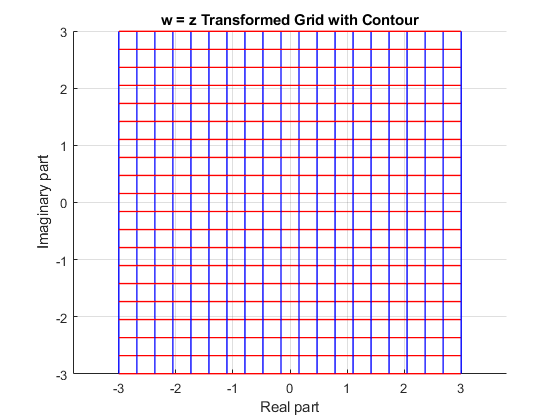 w = z Transformed Grid with Contour
3
2
1
0
-1
-2
-3
Imaginary part
-3 -2 -1 0 1 2 3
Real part